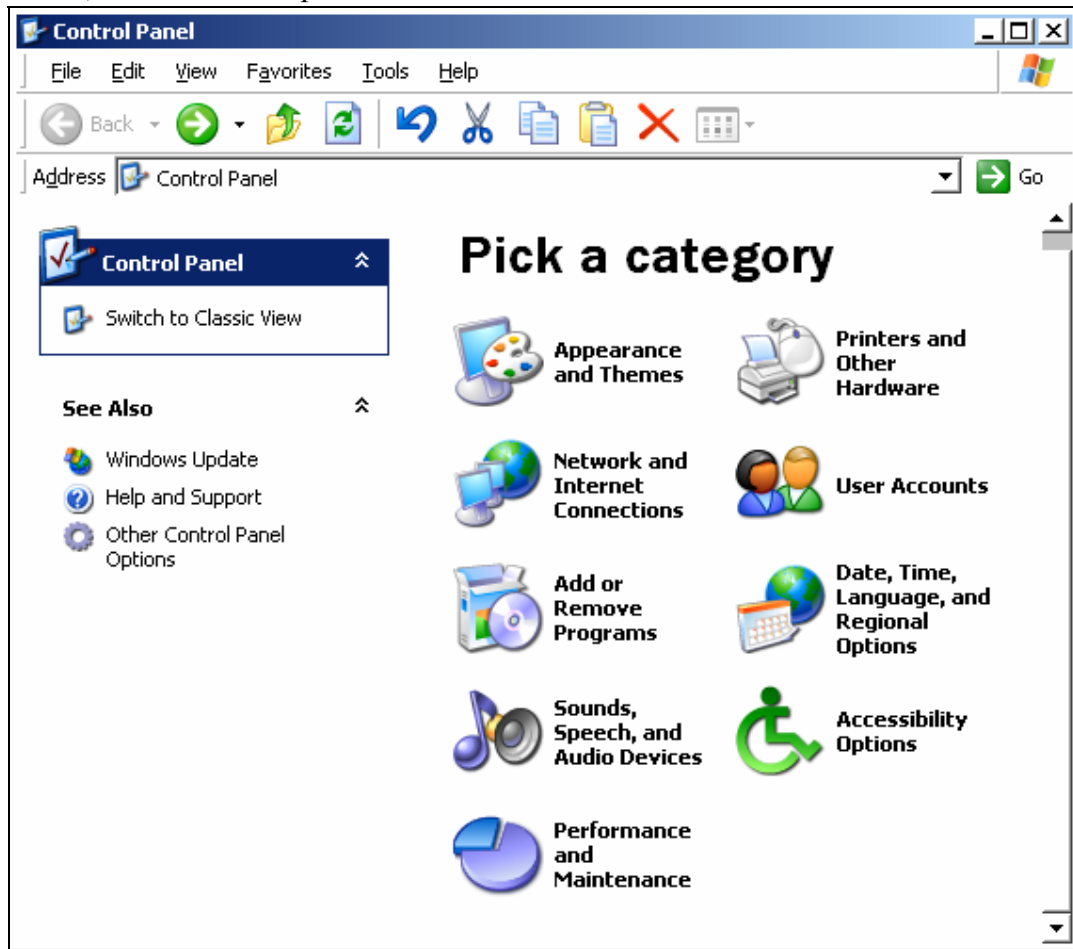 Control Panel
File Edit View Favorites Tools Help
Back
Address Control Panel Go
Control Panel
Switch to Classic View
See Also
Windows Update
Help and Support
Other Control Panel
Options
Pick a category
Appearance
and Themes
Printers and
Other
Hardware
Network and
Internet
Connections
User Accounts
Add or
Remove
Programs
Date, Time,
Language, and
Regional
Options
Sounds,
Speech, and
Audio Devices
Accessibility
Options
Performance
and
Maintenance